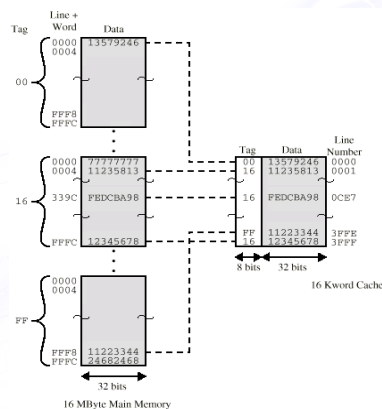 Line +
Tag Word Data
0000 13579246
0004
00
FFF8
FFFC
0000 77777777
0004 11235813
16 339C FEDCBA98
FFFC 12345678
0000
0004
FF
FFF8 11223344
FFFC 24682468
32 bits
16 MByte Main Memory
Line
Tag Data Number
00 13579246 0000
16 11235813 0001
16 FEDCBA98 0CE7
FF 11223344 3FFE
16 12345678 3FFF
8 bits 32 bits
16 Kword Cache